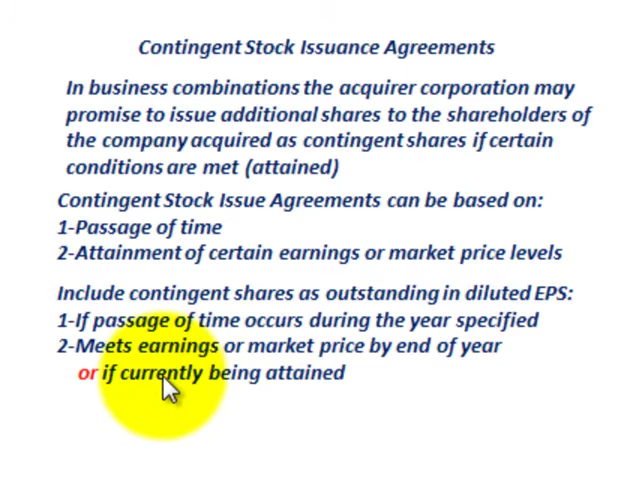 Contingent Stock Issuance Agreements
In business combinations the acquirer corporation may
promise to issue additional shares to the shareholders of
the company acquired as contingent shares if certain
conditions are met (attained)
Contingent Stock Issue Agreements can be based on:
1-Passage of time
2-Attainment of certain earnings or market price levels
Include contingent shares as outstanding in diluted EPS:
1-If passage of time occurs during the year specified
2-Meets earnings or market price by end of year
or if currently being attained